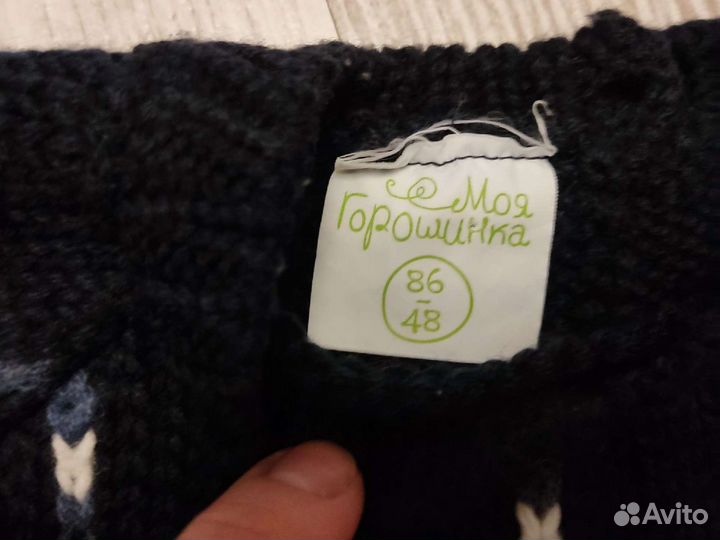 Моя
Горошинка
86
-
48
Avito